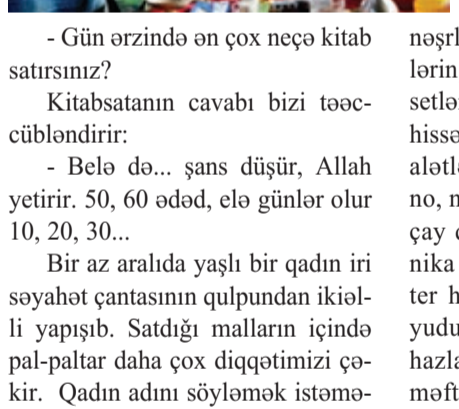 - Gün ərzində ən çox neçə kitab
satırsınız?
Kitabsatanın cavabı bizi təəc-
cübləndirir:
- Belə də... şans düşür, Allah
yetirir. 50, 60 ədəd, elə günlər olur
10, 20, 30...
Bir az aralıda yaşlı bir qadın iri
səyahət çantasının qulpundan ikiəl-
li yapışıb. Satdığı malların içində
pal-paltar daha çox diqqətimizi çə-
kir. Qadın adını söyləmək istəmə-